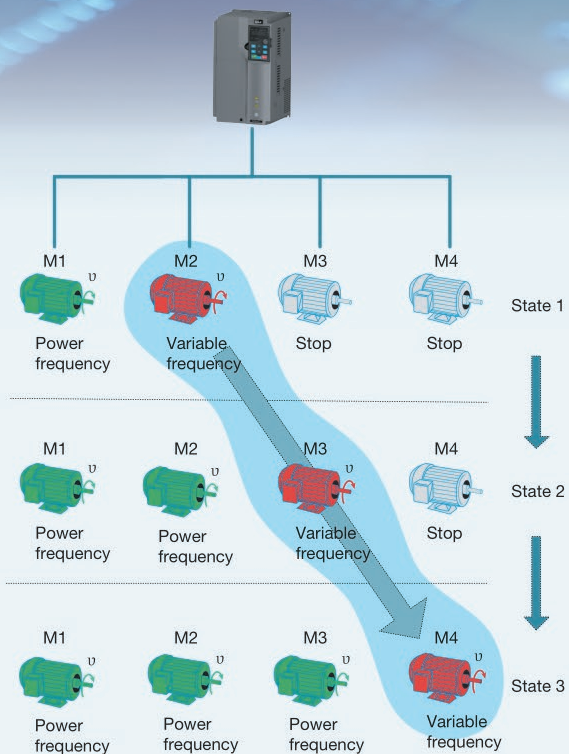 M1 M2 M3 M4
υ υ
State 1
Power frequency
Variable frequency
Stop
Stop
M1 M2 M3 M4
υ υ υ
State 2
Power frequency
Power frequency
Variable frequency
Stop
M1 M2 M3 M4
υ υ υ υ
State 3
Power frequency
Power frequency
Power frequency
Variable frequency